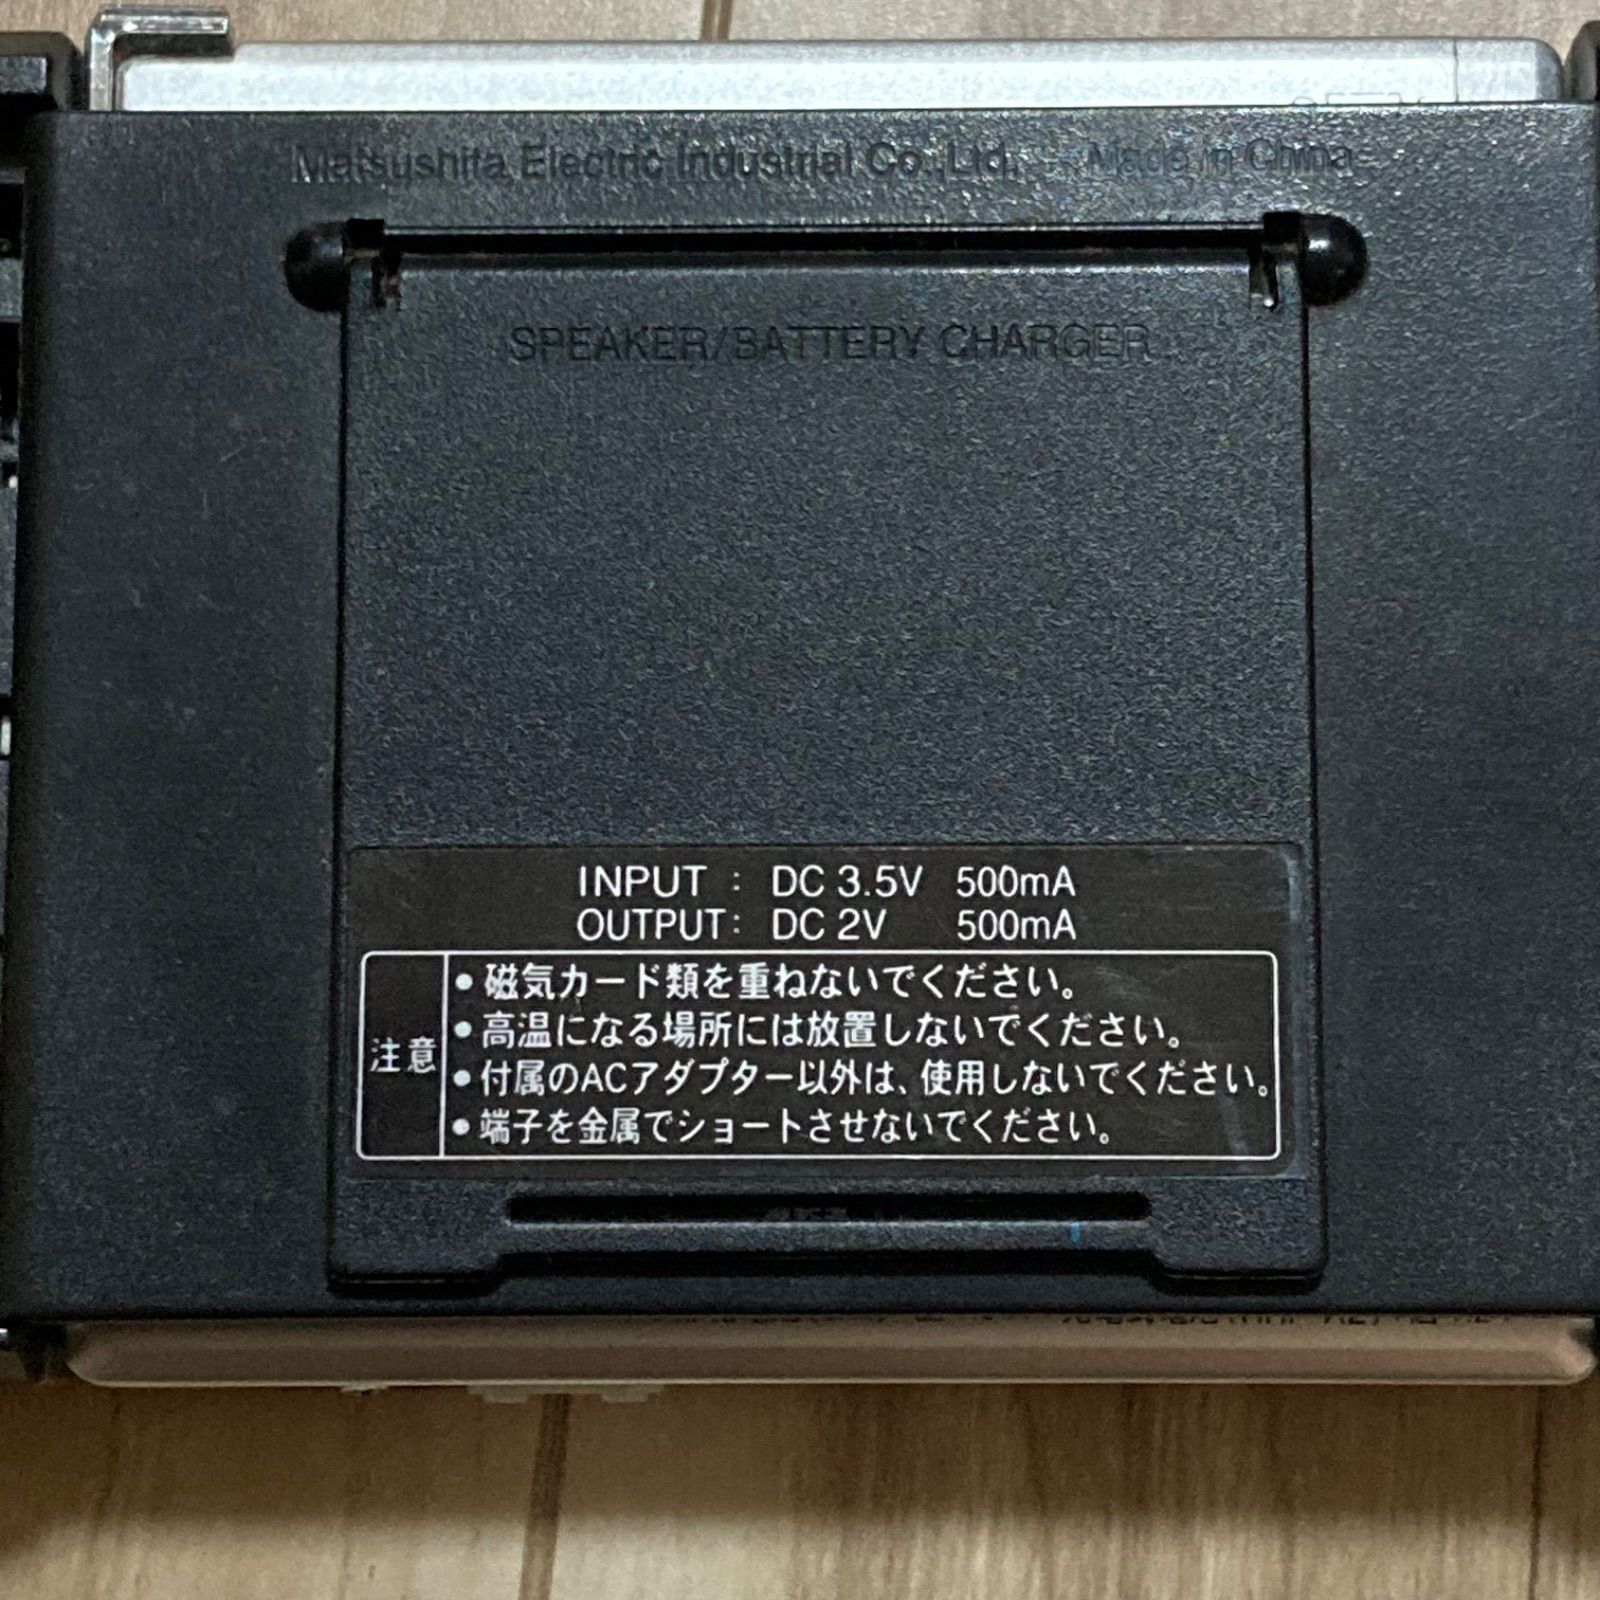 Matsushita Electric Industrial Co.,Ltd. Made in China
SPEAKER/BATTERY CHARGER
INPUT : DC 3.5V 500mA
OUTPUT: DC 2V 500mA
注意
• 磁気カード類を重ねないでください。
• 高温になる場所には放置しないでください。
• 付属のACアダプター以外は、使用しないでください。
• 端子を金属でショートさせないでください。